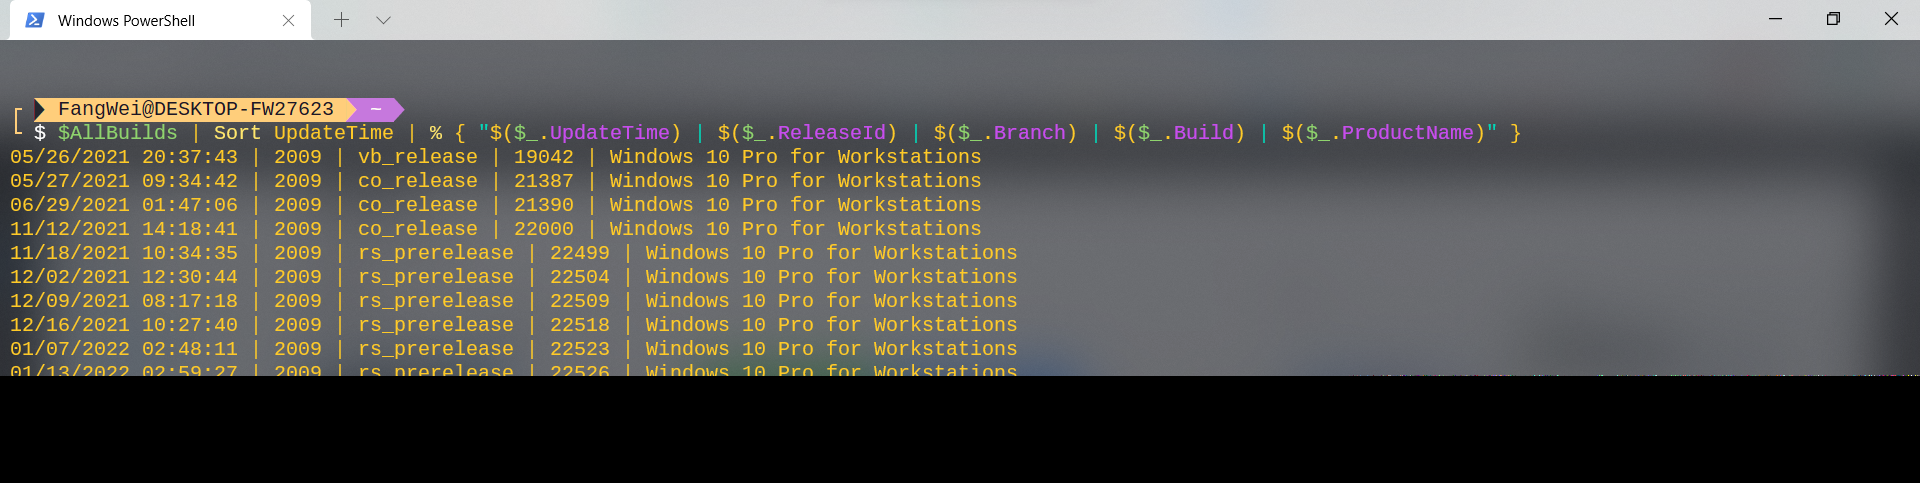 Windows PowerShell
FangWei@DESKTOP-FW27623 ~
$ $AllBuilds | Sort UpdateTime | % { "$($_.UpdateTime) | $($_.ReleaseId) | $($_.Branch) | $($_.Build) | $($_.ProductName)" }
05/26/2021 20:37:43 | 2009 | vb_release | 19042 | Windows 10 Pro for Workstations
05/27/2021 09:34:42 | 2009 | co_release | 21387 | Windows 10 Pro for Workstations
06/29/2021 01:47:06 | 2009 | co_release | 21390 | Windows 10 Pro for Workstations
11/12/2021 14:18:41 | 2009 | co_release | 22000 | Windows 10 Pro for Workstations
11/18/2021 10:34:35 | 2009 | rs_prerelease | 22499 | Windows 10 Pro for Workstations
12/02/2021 12:30:44 | 2009 | rs_prerelease | 22504 | Windows 10 Pro for Workstations
12/09/2021 08:17:18 | 2009 | rs_prerelease | 22509 | Windows 10 Pro for Workstations
12/16/2021 10:27:40 | 2009 | rs_prerelease | 22518 | Windows 10 Pro for Workstations
01/07/2022 02:48:11 | 2009 | rs_prerelease | 22523 | Windows 10 Pro for Workstations
01/13/2022 02:59:27 | 2009 | rs_prerelease | 22526 | Windows 10 Pro for Workstations